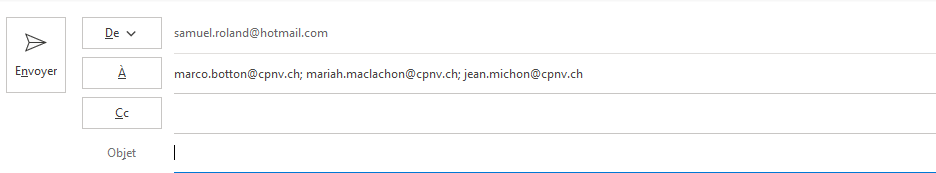 De
samuel.roland@hotmail.com
Envoyer
À
marco.botton@cpnv.ch; mariah.maclachon@cpnv.ch; jean.michon@cpnv.ch
Cc
Objet